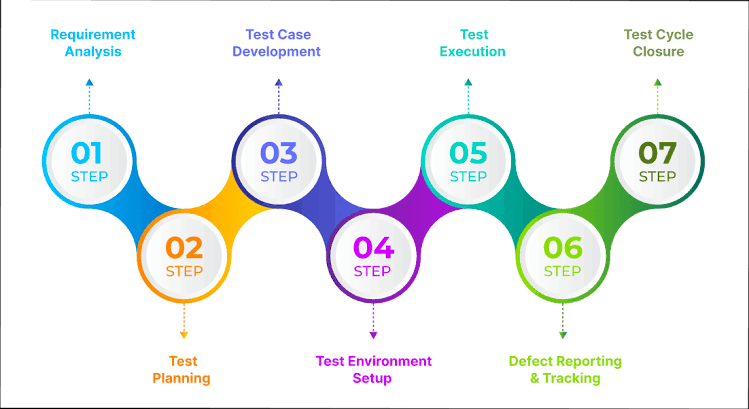 Requirement
Analysis
Test Case
Development
Test
Execution
Test Cycle
Closure
01
STEP
03
STEP
05
STEP
07
STEP
02
STEP
04
STEP
06
STEP
Test
Planning
Test Environment
Setup
Defect Reporting
& Tracking